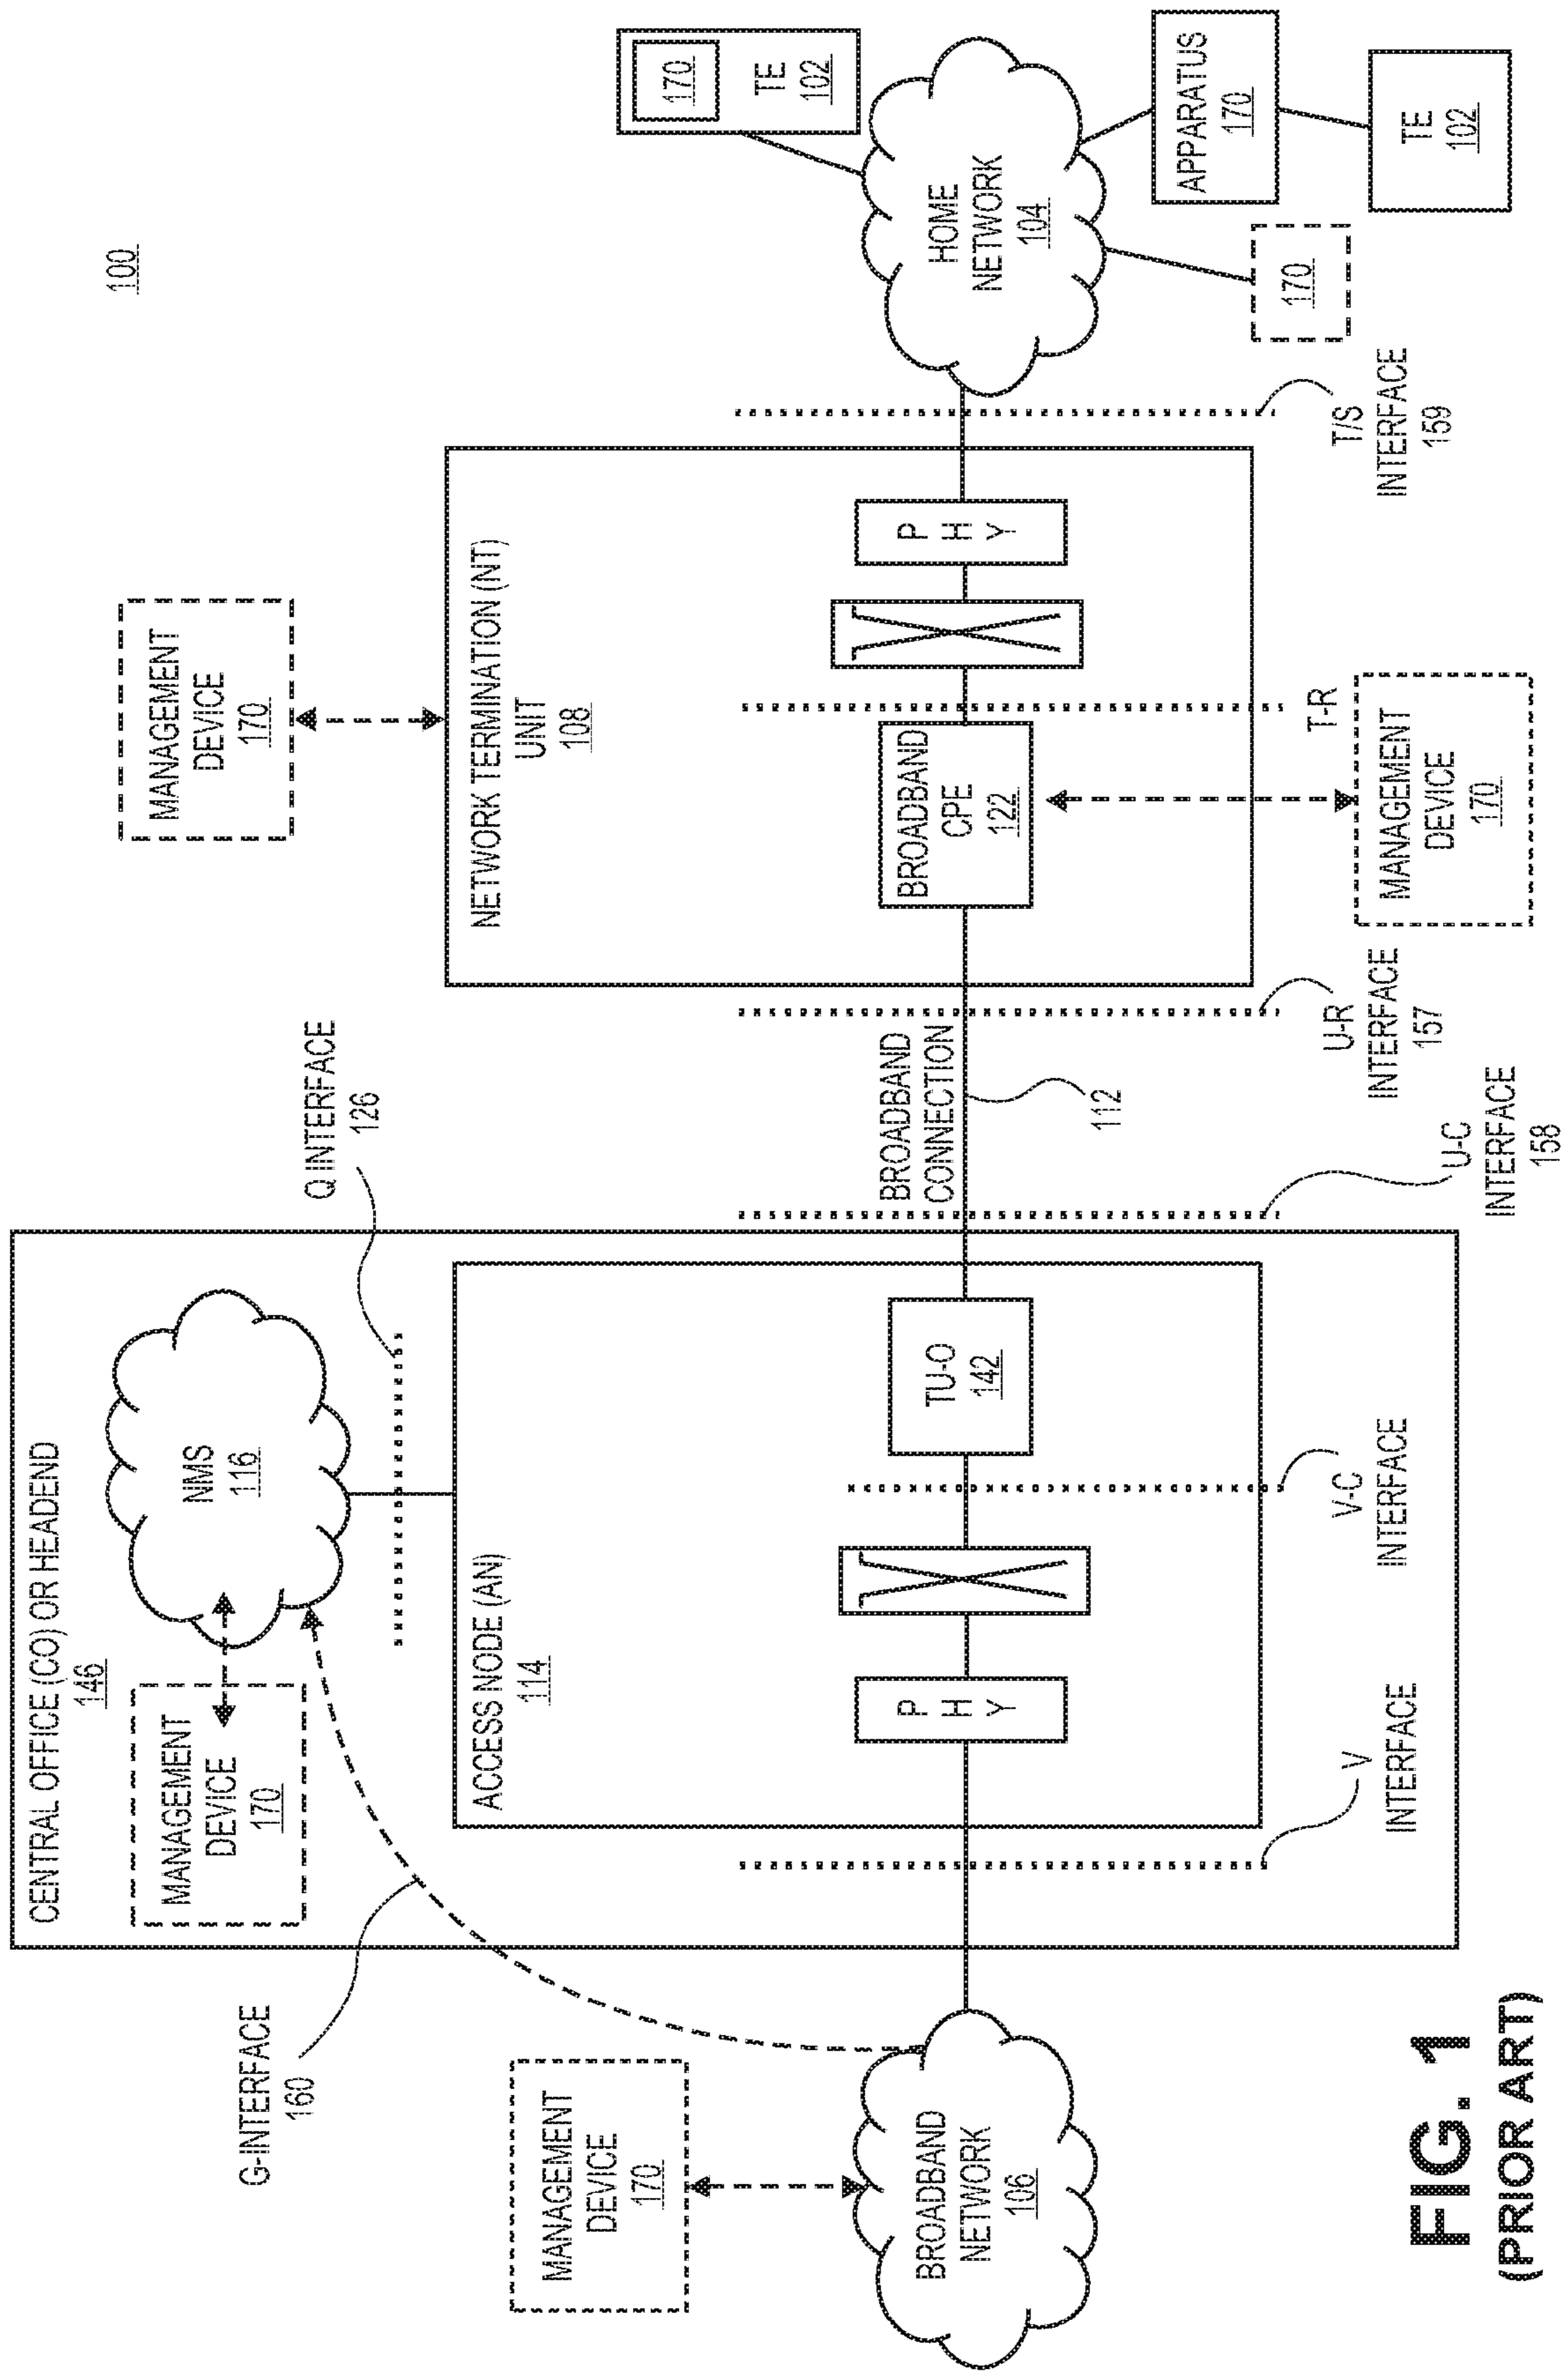 100
CENTRAL OFFICE (CO) OR HEADEND
146
NMS
116
MANAGEMENT
DEVICE
170
Q INTERFACE
126
G-INTERFACE
160
MANAGEMENT
DEVICE
170
MANAGEMENT
DEVICE
170
BROADBAND
NETWORK
106
ACCESS NODE (AN)
114
P
H
Y
TU-O
142
V
INTERFACE
V-C
INTERFACE
BROADBAND
CONNECTION
112
U-C
INTERFACE
158
U-R
INTERFACE
157
NETWORK TERMINATION (NT)
UNIT
108
BROADBAND
CPE
122
P
H
Y
T-R
MANAGEMENT
DEVICE
170
T/S
INTERFACE
159
HOME
NETWORK
104
170
TE
102
APPARATUS
170
TE
102
170
FIG. 1
(PRIOR ART)